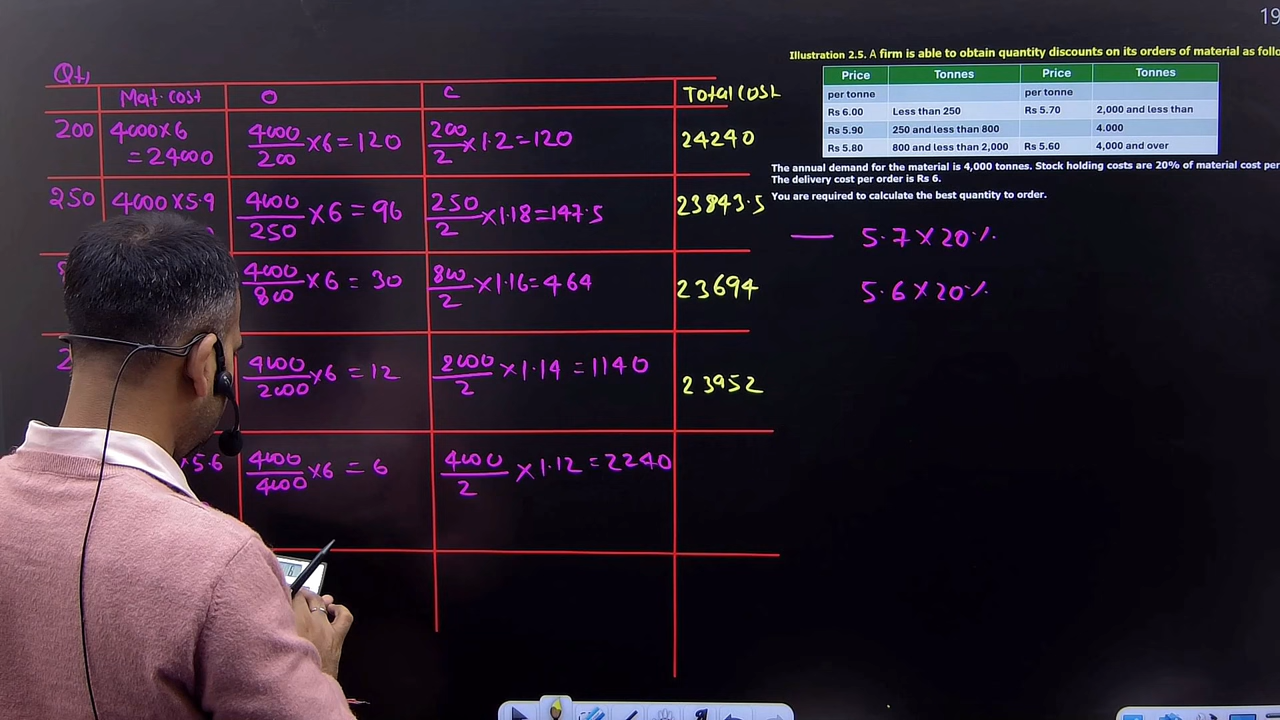 19
Illustration 2.5. A firm is able to obtain quantity discounts on its orders of material as
Price Tonnes Price Tonnes
per tonne per tonne
Rs 6.00 Less than 250 Rs 5.70 2,000 and less than
Rs 5.90 250 and less than 800 4.000
Rs 5.80 800 and less than 2,000 Rs 5.60 4,000 and over
The annual demand for the material is 4,000 tonnes. Stock holding costs are 20% of material cost per
The delivery cost per order is Rs 6.
You are required to calculate the best quantity to order.
Qty
Mat. Cost O C Total Cost
200 4000×6 = 24000 4000/200 ×6 = 120 200/2 ×1.2 = 120 24240
250 4000×5.9 4000/250 ×6 = 96 250/2 ×1.18 = 147.5 23843.5
4000/800 ×6 = 30 800/2 ×1.16 = 464 23694
4000/2000 ×6 = 12 2000/2 ×1.14 = 1140 23952
×5.6 4000/4000 ×6 = 6 4000/2 ×1.12 = 2240
— 5.7×20%
5.6×20%